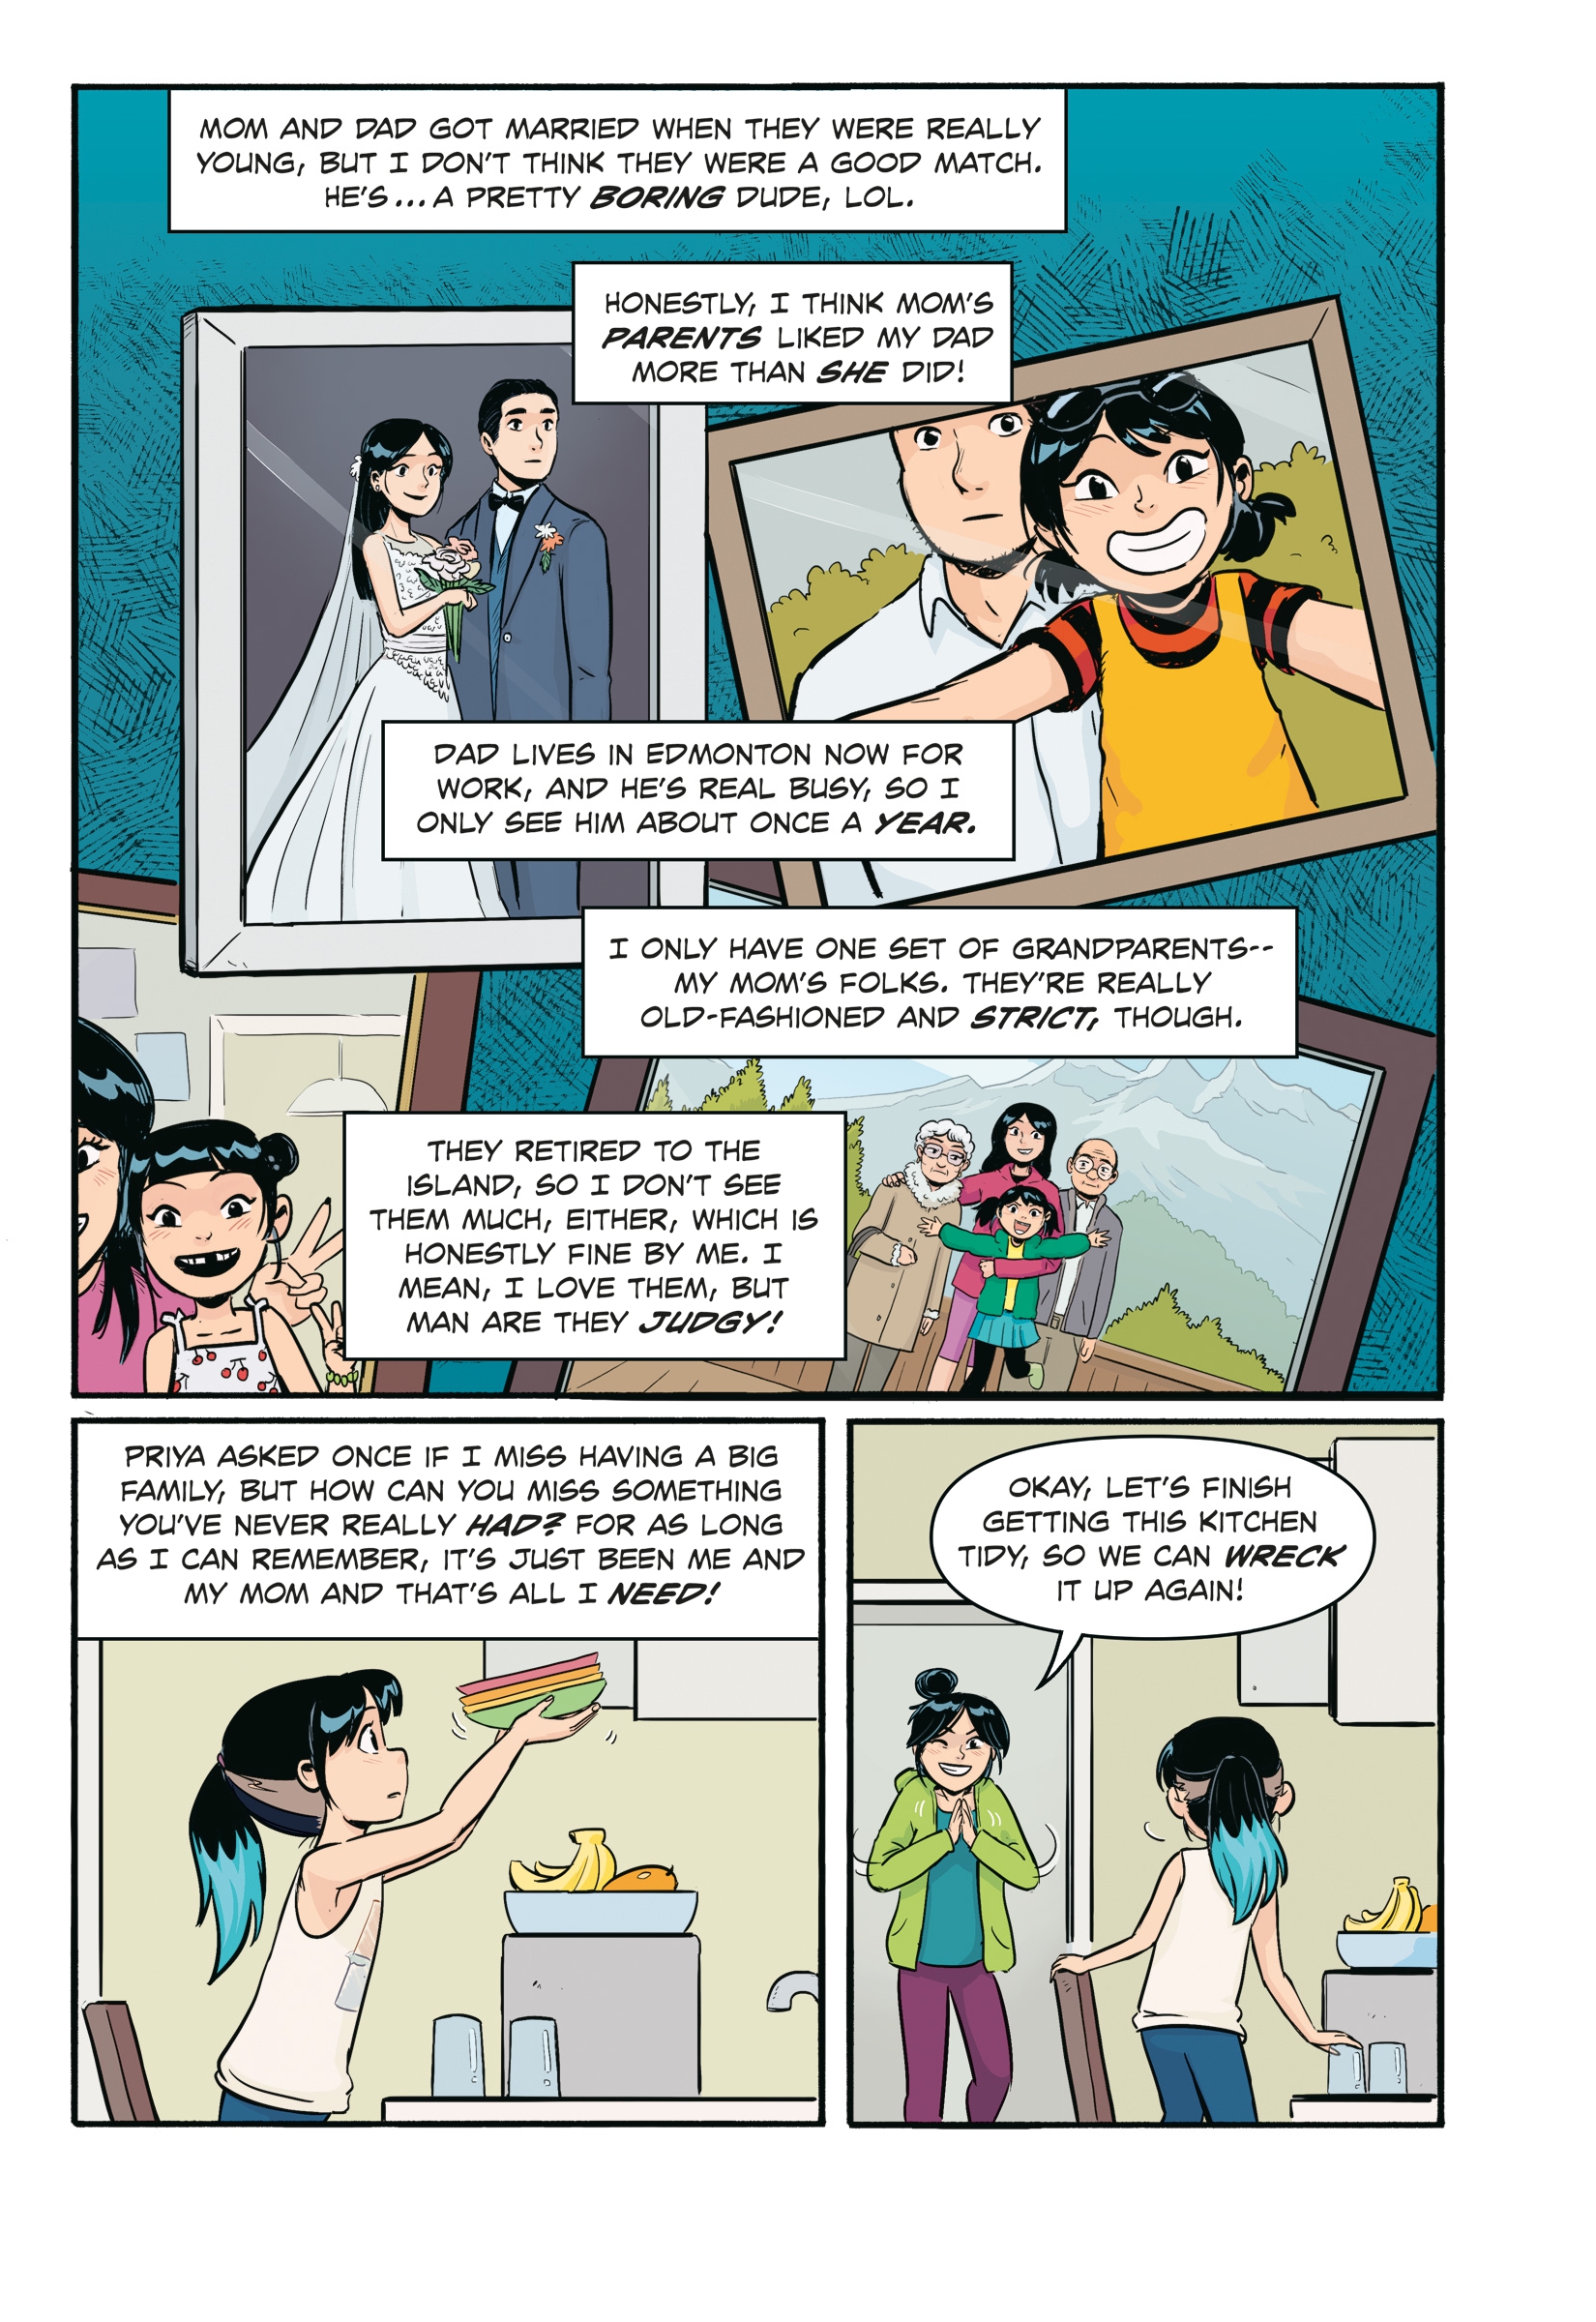 MOM AND DAD GOT MARRIED WHEN THEY WERE REALLY
YOUNG, BUT I DON'T THINK THEY WERE A GOOD MATCH.
HE'S...A PRETTY BORING DUDE, LOL.
HONESTLY, I THINK MOM'S
PARENTS LIKED MY DAD
MORE THAN SHE DID!
DAD LIVES IN EDMONTON NOW FOR
WORK, AND HE'S REAL BUSY, SO I
ONLY SEE HIM ABOUT ONCE A YEAR.
I ONLY HAVE ONE SET OF GRANDPARENTS--
MY MOM'S FOLKS. THEY'RE REALLY
OLD-FASHIONED AND STRICT, THOUGH.
THEY RETIRED TO THE
ISLAND, SO I DON'T SEE
THEM MUCH, EITHER, WHICH IS
HONESTLY FINE BY ME. I
MEAN, I LOVE THEM, BUT
MAN ARE THEY JUDGY!
PRIYA ASKED ONCE IF I MISS HAVING A BIG
FAMILY, BUT HOW CAN YOU MISS SOMETHING
YOU'VE NEVER REALLY HAD? FOR AS LONG
AS I CAN REMEMBER, IT'S JUST BEEN ME AND
MY MOM AND THAT'S ALL I NEED!
OKAY, LET'S FINISH
GETTING THIS KITCHEN
TIDY, SO WE CAN WRECK
IT UP AGAIN!